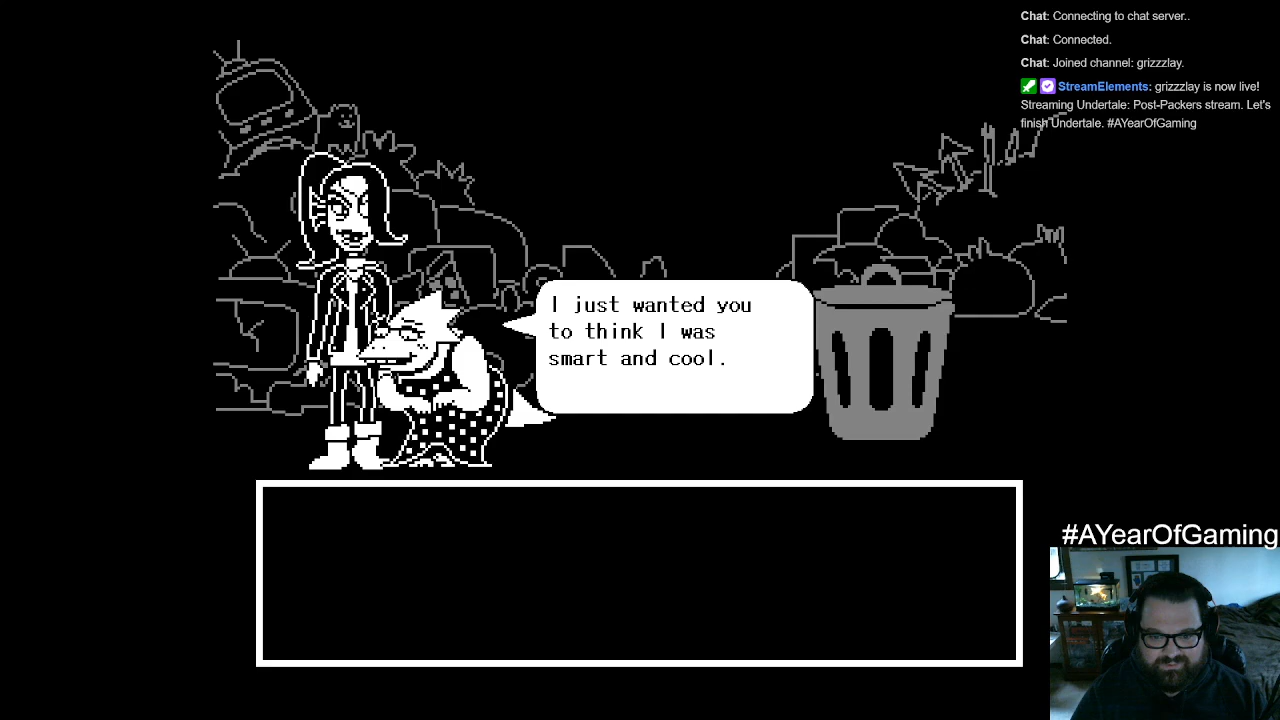 Chat: Connecting to chat server..
Chat: Connected.
Chat: Joined channel: grizzzlay.
StreamElements: grizzzlay is now live!
Streaming Undertale: Post-Packers stream. Let's
finish Undertale. #AYearOfGaming
I just wanted you
to think I was
smart and cool.
#AYearOfGaming